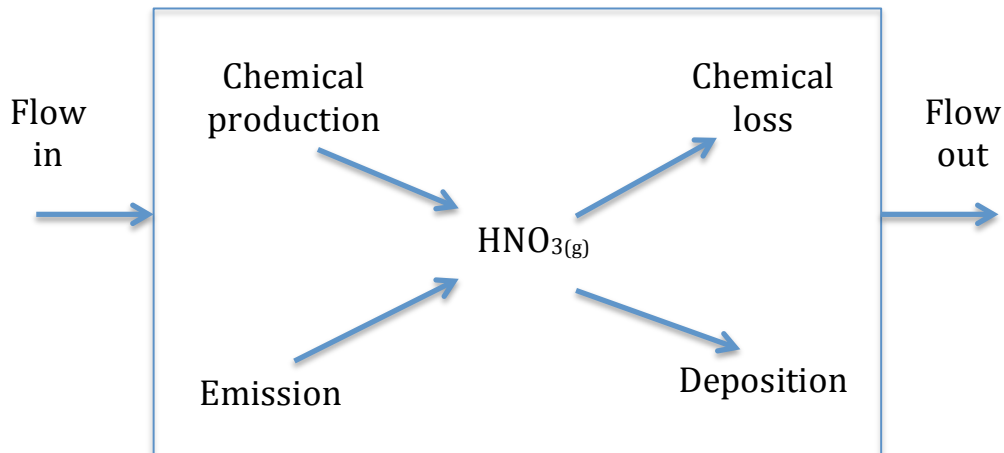 Flow
in
Chemical
production
Chemical
loss
Flow
out
HNO3(g)
Emission
Deposition